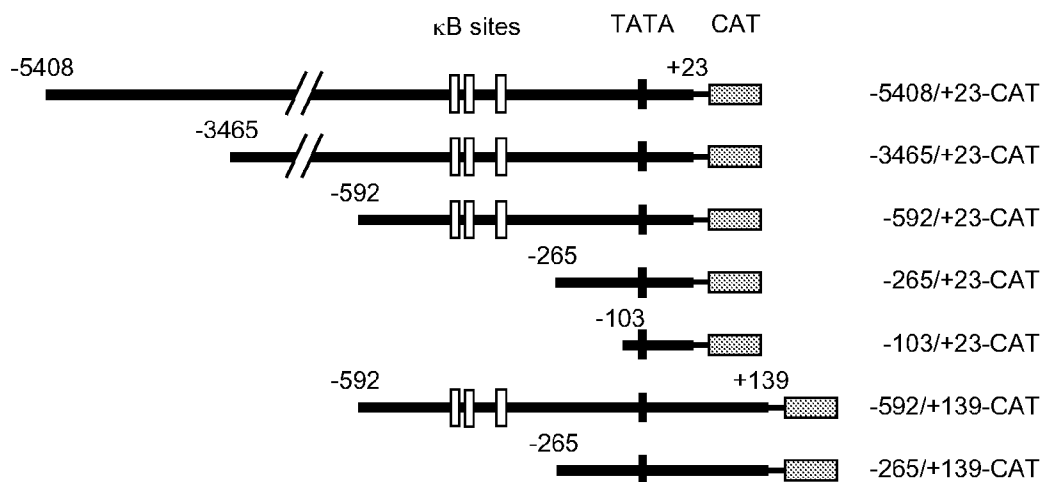 κB sites TATA CAT
-5408 +23 -5408/+23-CAT
-3465 -3465/+23-CAT
-592 -592/+23-CAT
-265 -265/+23-CAT
-103 -103/+23-CAT
-592 +139 -592/+139-CAT
-265 -265/+139-CAT